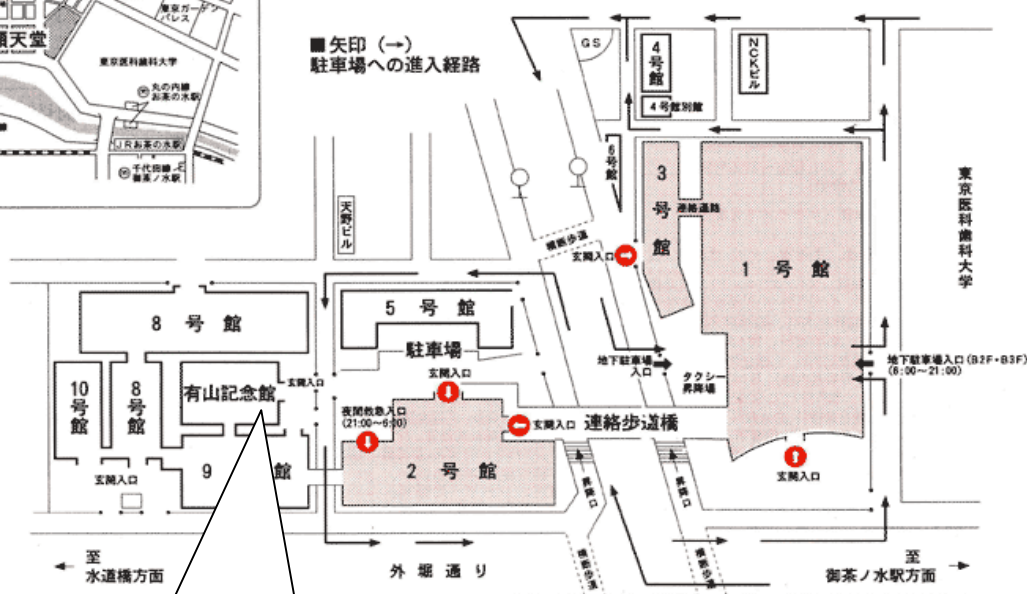 東京ガーデン
パレス
順天堂
東京医科歯科大学
丸の内線
お茶の水駅
JRお茶の水駅
千代田線
御茶ノ水駅
■矢印（→）
駐車場への進入経路
GS
4号館
4号館別館
NCKビル
6号館
3号館
連絡通路
1号館
東京医科歯科大学
天野ビル
横断歩道
玄関入口
8号館
5号館
駐車場
地下駐車場
入口
タクシー
昇降場
地下駐車場入口(B2F・B3F)
(6:00～21:00)
10号館
8号館
有山記念館
玄関入口
玄関入口
夜間救急入口
(21:00～6:00)
玄関入口
連絡歩道橋
玄関入口
9
館
2号館
玄関入口
昇降口
昇降口
至
水道橋方面
外堀通り
横断歩道
横断歩道
至
御茶ノ水駅方面